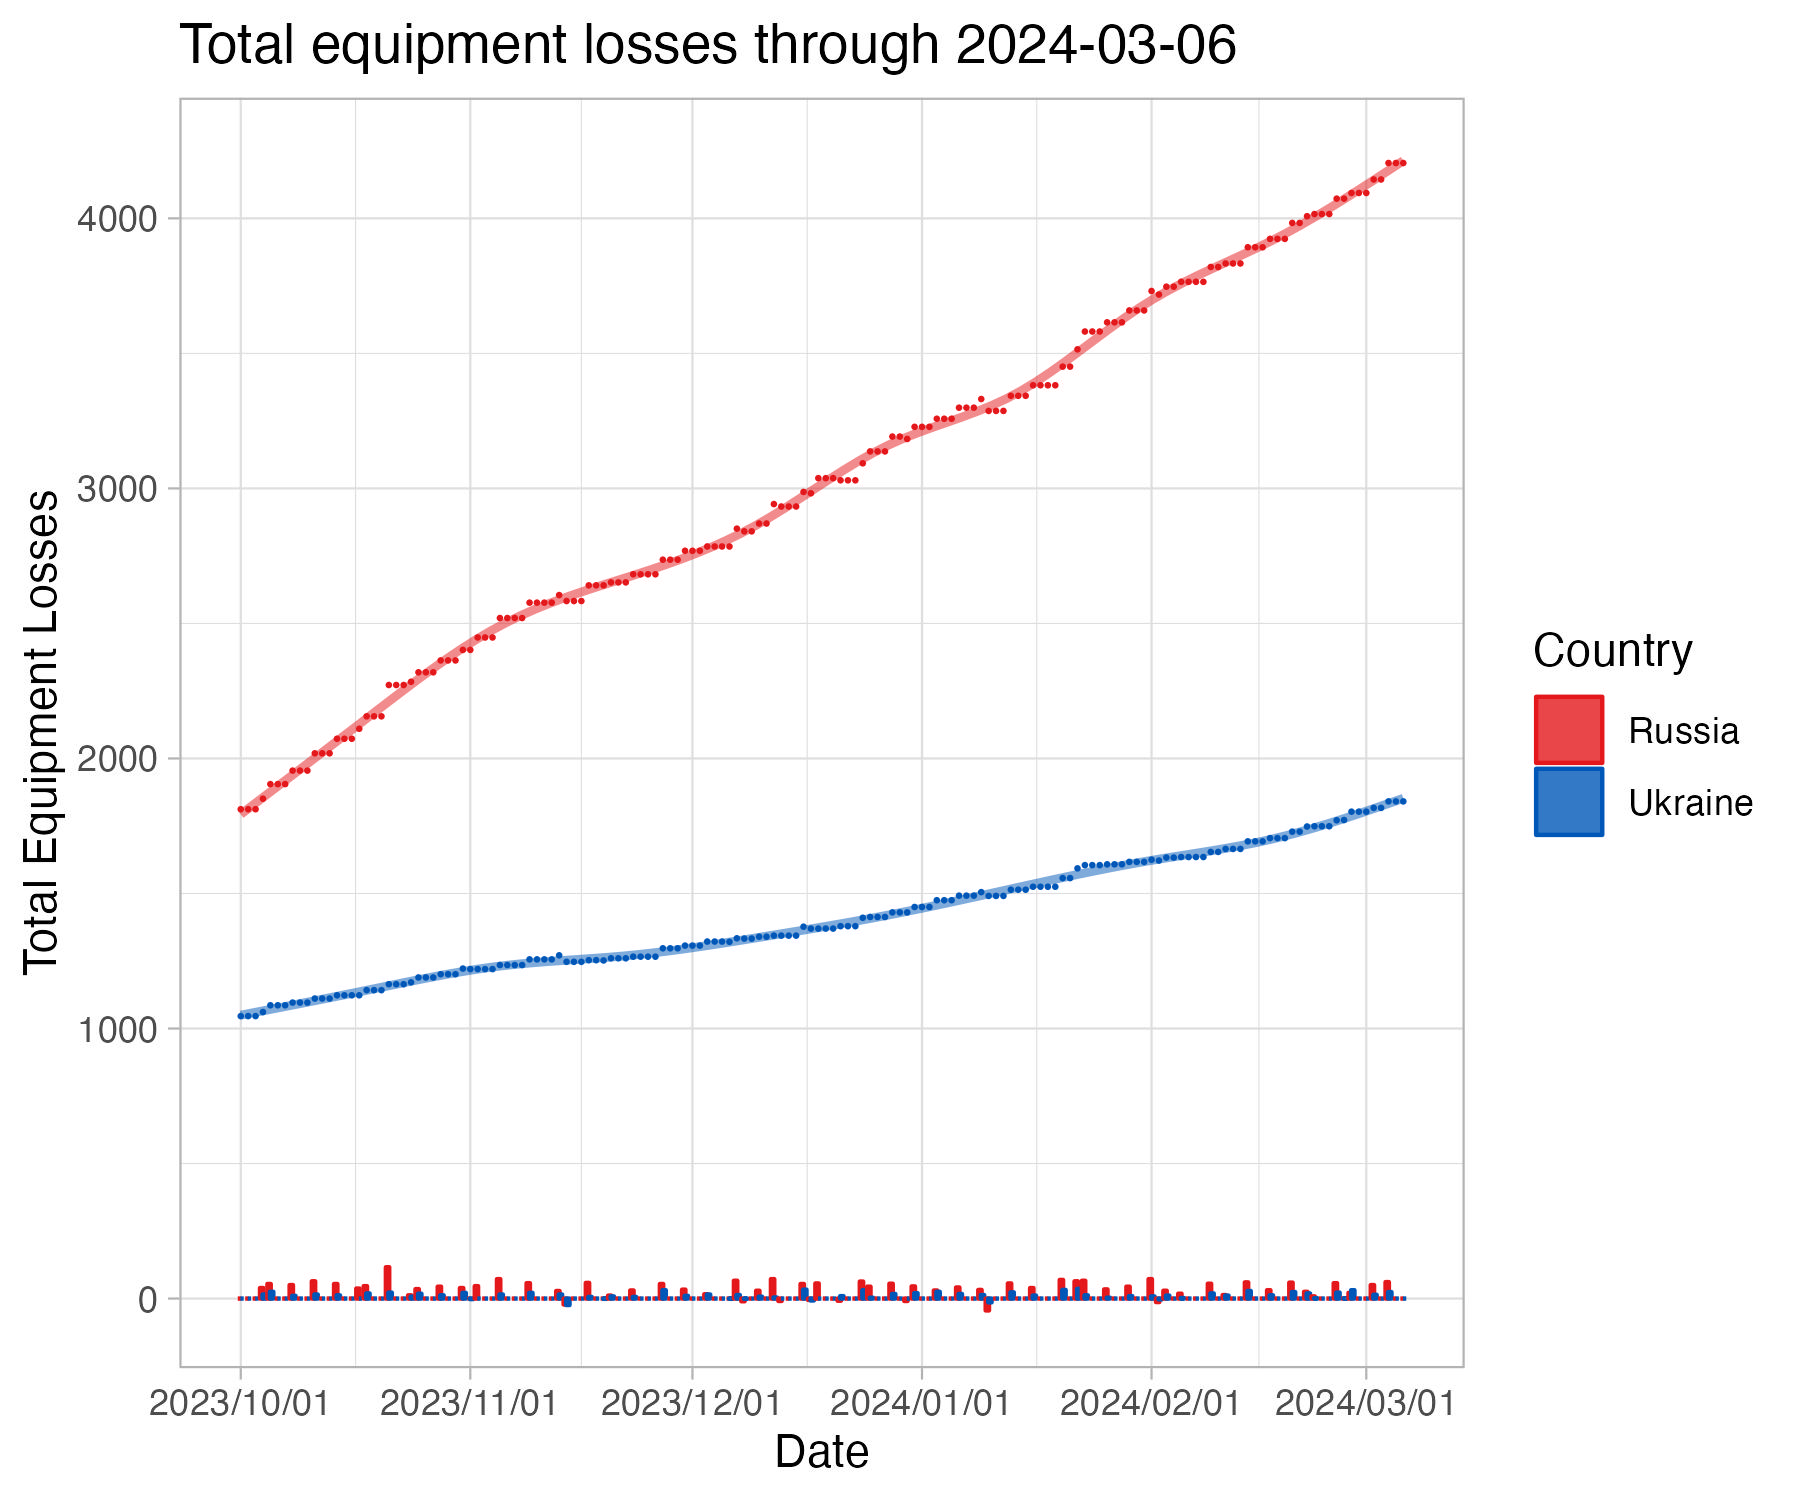 Total equipment losses through 2024-03-06
Total Equipment Losses
4000
3000
2000
1000
0
2023/10/01 2023/11/01 2023/12/01 2024/01/01 2024/02/01 2024/03/01
Date
Country
Russia
Ukraine